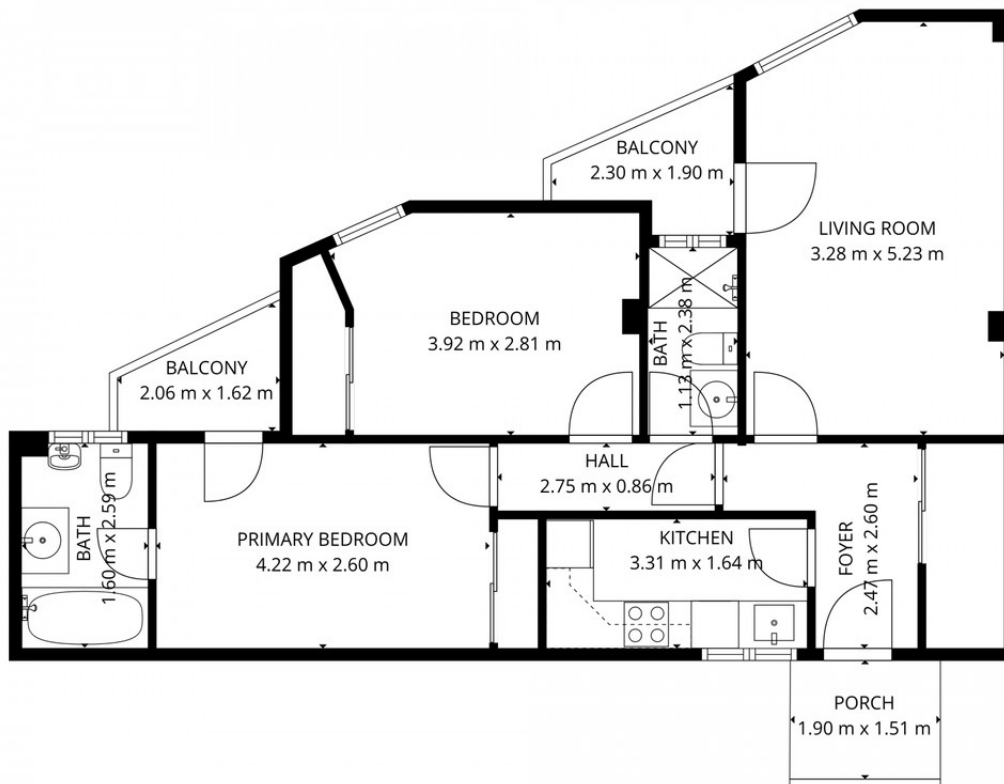 BALCONY
2.30 m x 1.90 m
LIVING ROOM
3.28 m x 5.23 m
BEDROOM
3.92 m x 2.81 m
BATH
1.13 m x 2.38 m
BALCONY
2.06 m x 1.62 m
HALL
2.75 m x 0.86 m
BATH
1.60 m x 2.59 m
PRIMARY BEDROOM
4.22 m x 2.60 m
KITCHEN
3.31 m x 1.64 m
FOYER
2.47 m x 2.60 m
PORCH
1.90 m x 1.51 m